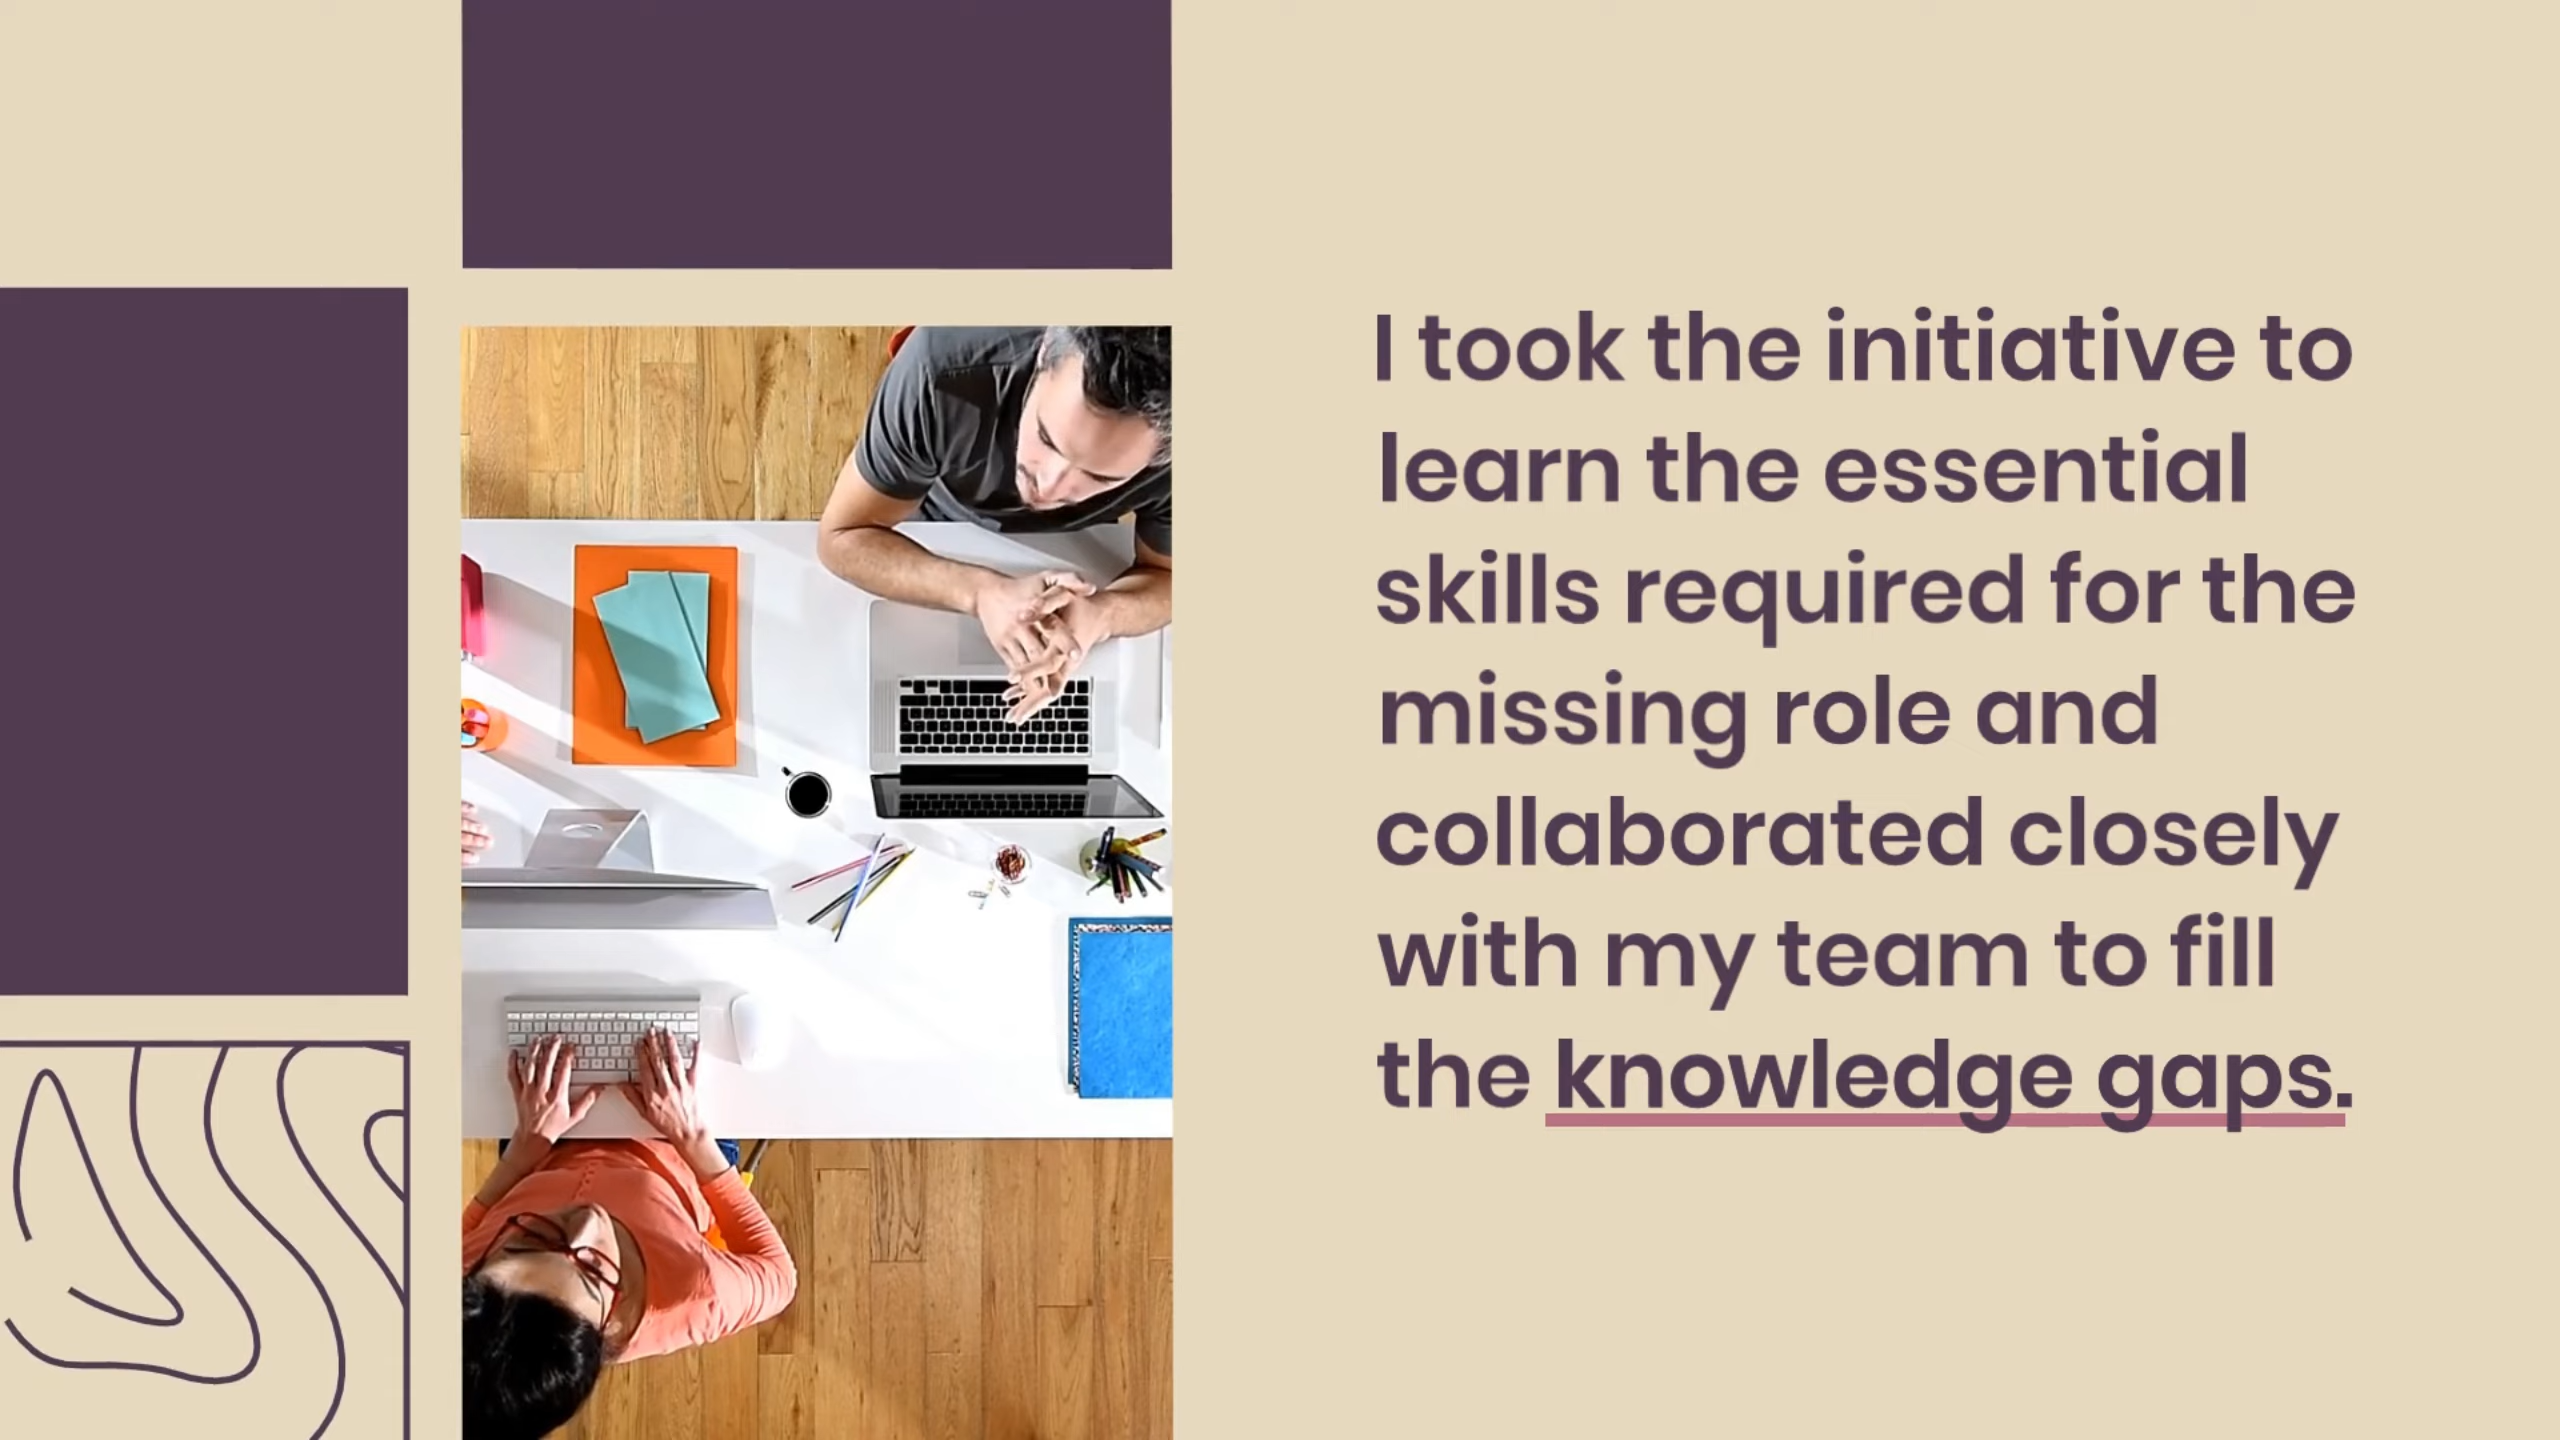 I took the initiative to
learn the essential
skills required for the
missing role and
collaborated closely
with my team to fill
the knowledge gaps.